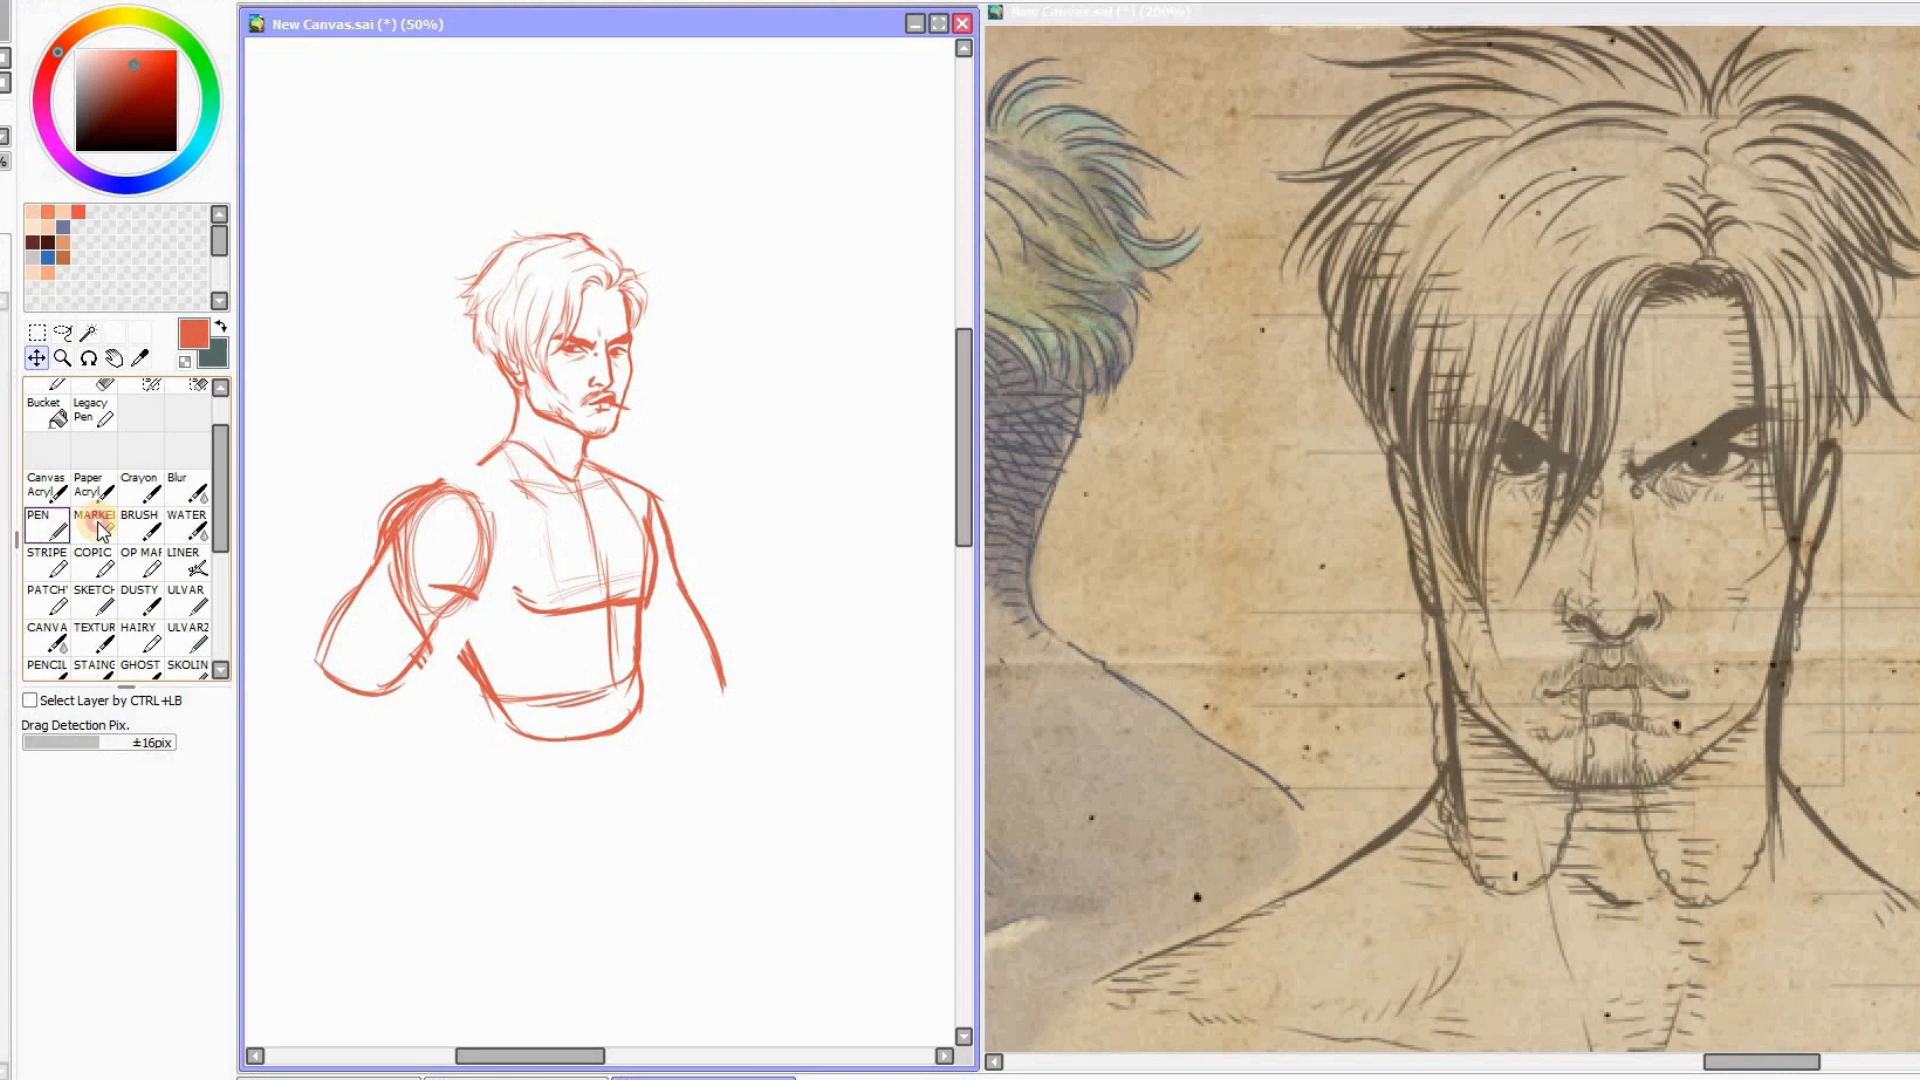 New Canvas.sai (*) (50%)
New Canvas.sai (*) (200%)
%
Bucket
Legacy
Pen
Canvas
Acryl
Paper
Acryl
Crayon
Blur
PEN
MARKE
BRUSH
WATER
STRIPE
COPIC
OP MAR
LINER
PATCH'
SKETCH
DUSTY
ULVAR
CANVA
TEXTUR
HAIRY
ULVAR2
PENCIL
STAING
GHOST
SKOLIN
Select Layer by CTRL+LB
Drag Detection Pix.
±16pix